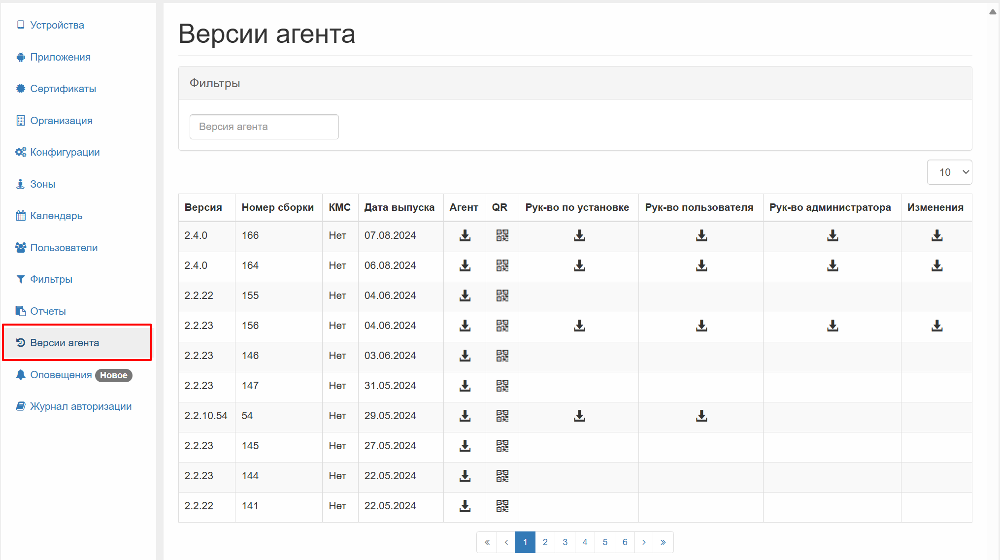 Устройства
Приложения
Сертификаты
Организация
Конфигурации
Зоны
Календарь
Пользователи
Фильтры
Отчеты
Версии агента
Оповещения Новое
Журнал авторизации
Версии агента
Фильтры
Версия агента
10
Версия Номер сборки КМС Дата выпуска Агент QR Рук-во по установке Рук-во пользователя Рук-во администратора Изменения
2.4.0 166 Нет 07.08.2024
2.4.0 164 Нет 06.08.2024
2.2.22 155 Нет 04.06.2024
2.2.23 156 Нет 04.06.2024
2.2.23 146 Нет 03.06.2024
2.2.23 147 Нет 31.05.2024
2.2.10.54 54 Нет 29.05.2024
2.2.23 145 Нет 27.05.2024
2.2.23 144 Нет 22.05.2024
2.2.22 141 Нет 22.05.2024
« ‹ 1 2 3 4 5 6 › »